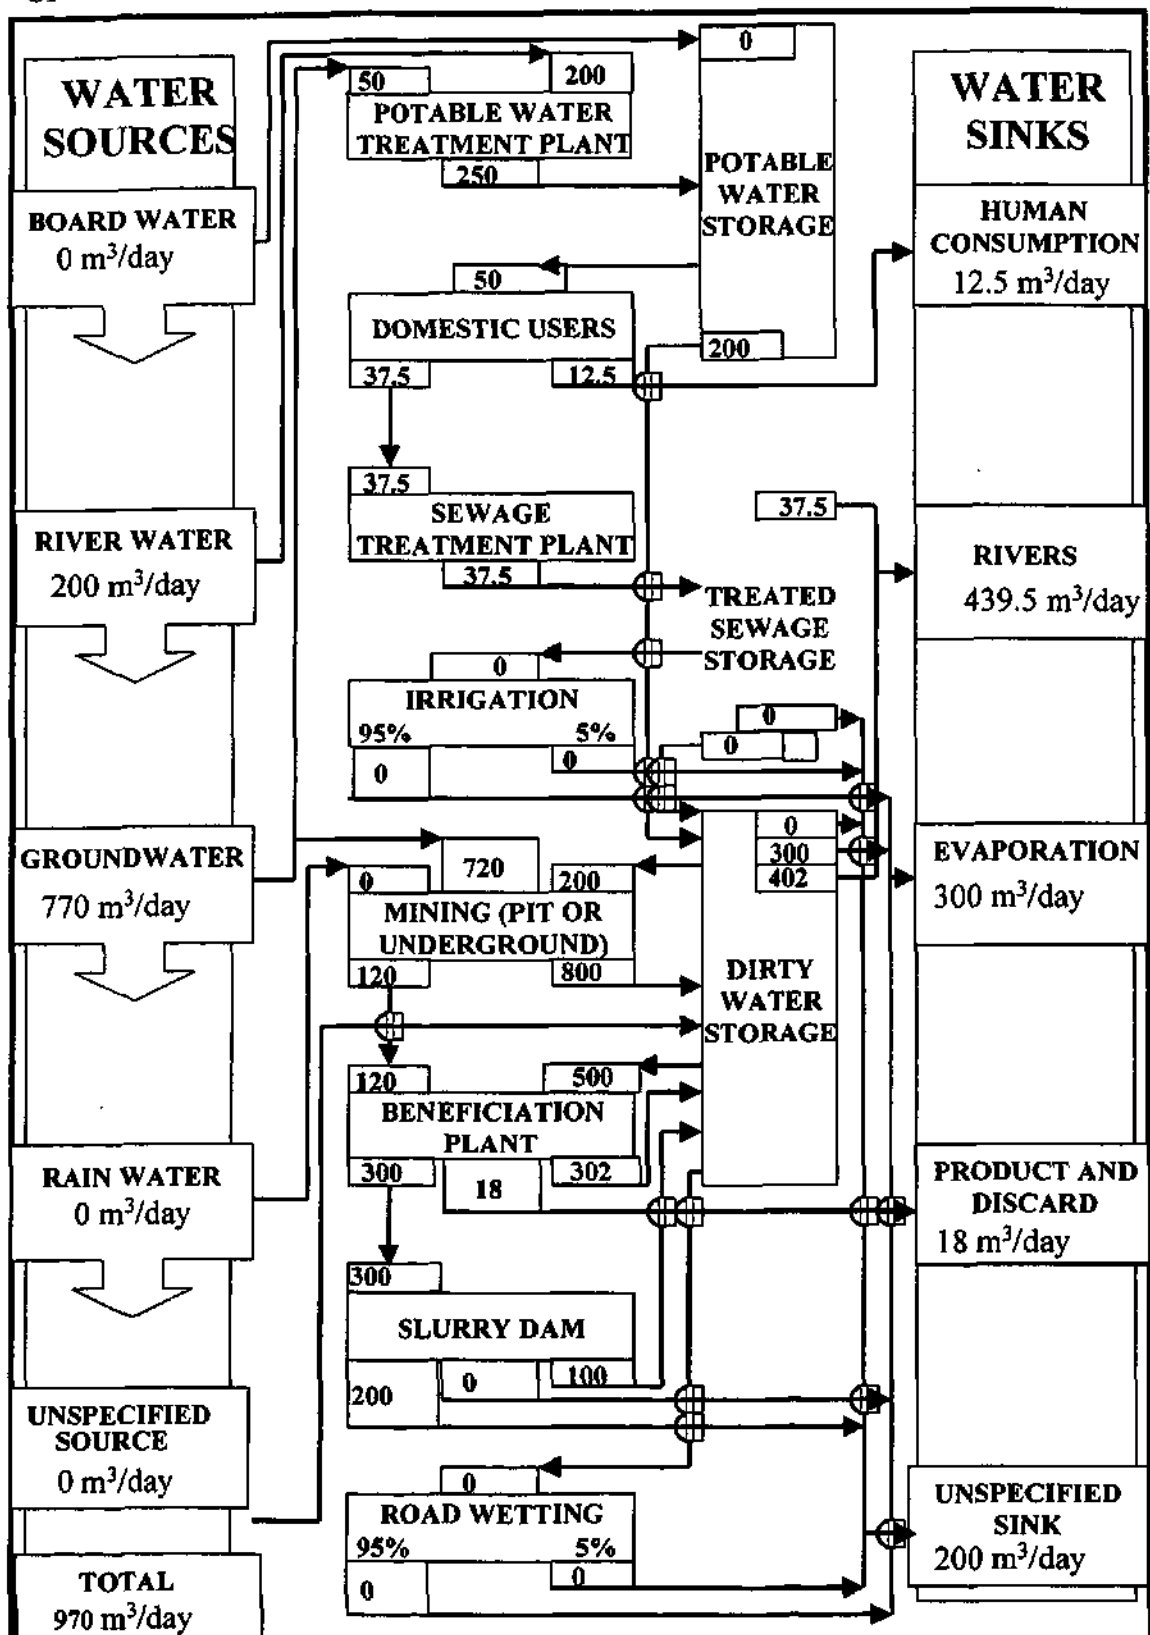 WATER
SOURCES
BOARD WATER
0 m³/day
RIVER WATER
200 m³/day
GROUNDWATER
770 m³/day
RAIN WATER
0 m³/day
UNSPECIFIED
SOURCE
0 m³/day
TOTAL
970 m³/day
50
200
POTABLE WATER
TREATMENT PLANT
250
50
DOMESTIC USERS
37.5
12.5
37.5
SEWAGE
TREATMENT PLANT
37.5
0
IRRIGATION
95%
5%
0
0
0
720
200
MINING (PIT OR
UNDERGROUND)
120
800
120
500
BENEFICIATION
PLANT
300
18
302
300
SLURRY DAM
200
0
100
0
ROAD WETTING
95%
5%
0
0
0
POTABLE
WATER
STORAGE
200
37.5
TREATED
SEWAGE
STORAGE
0
0
0
300
402
DIRTY
WATER
STORAGE
WATER
SINKS
HUMAN
CONSUMPTION
12.5 m³/day
RIVERS
439.5 m³/day
EVAPORATION
300 m³/day
PRODUCT AND
DISCARD
18 m³/day
UNSPECIFIED
SINK
200 m³/day